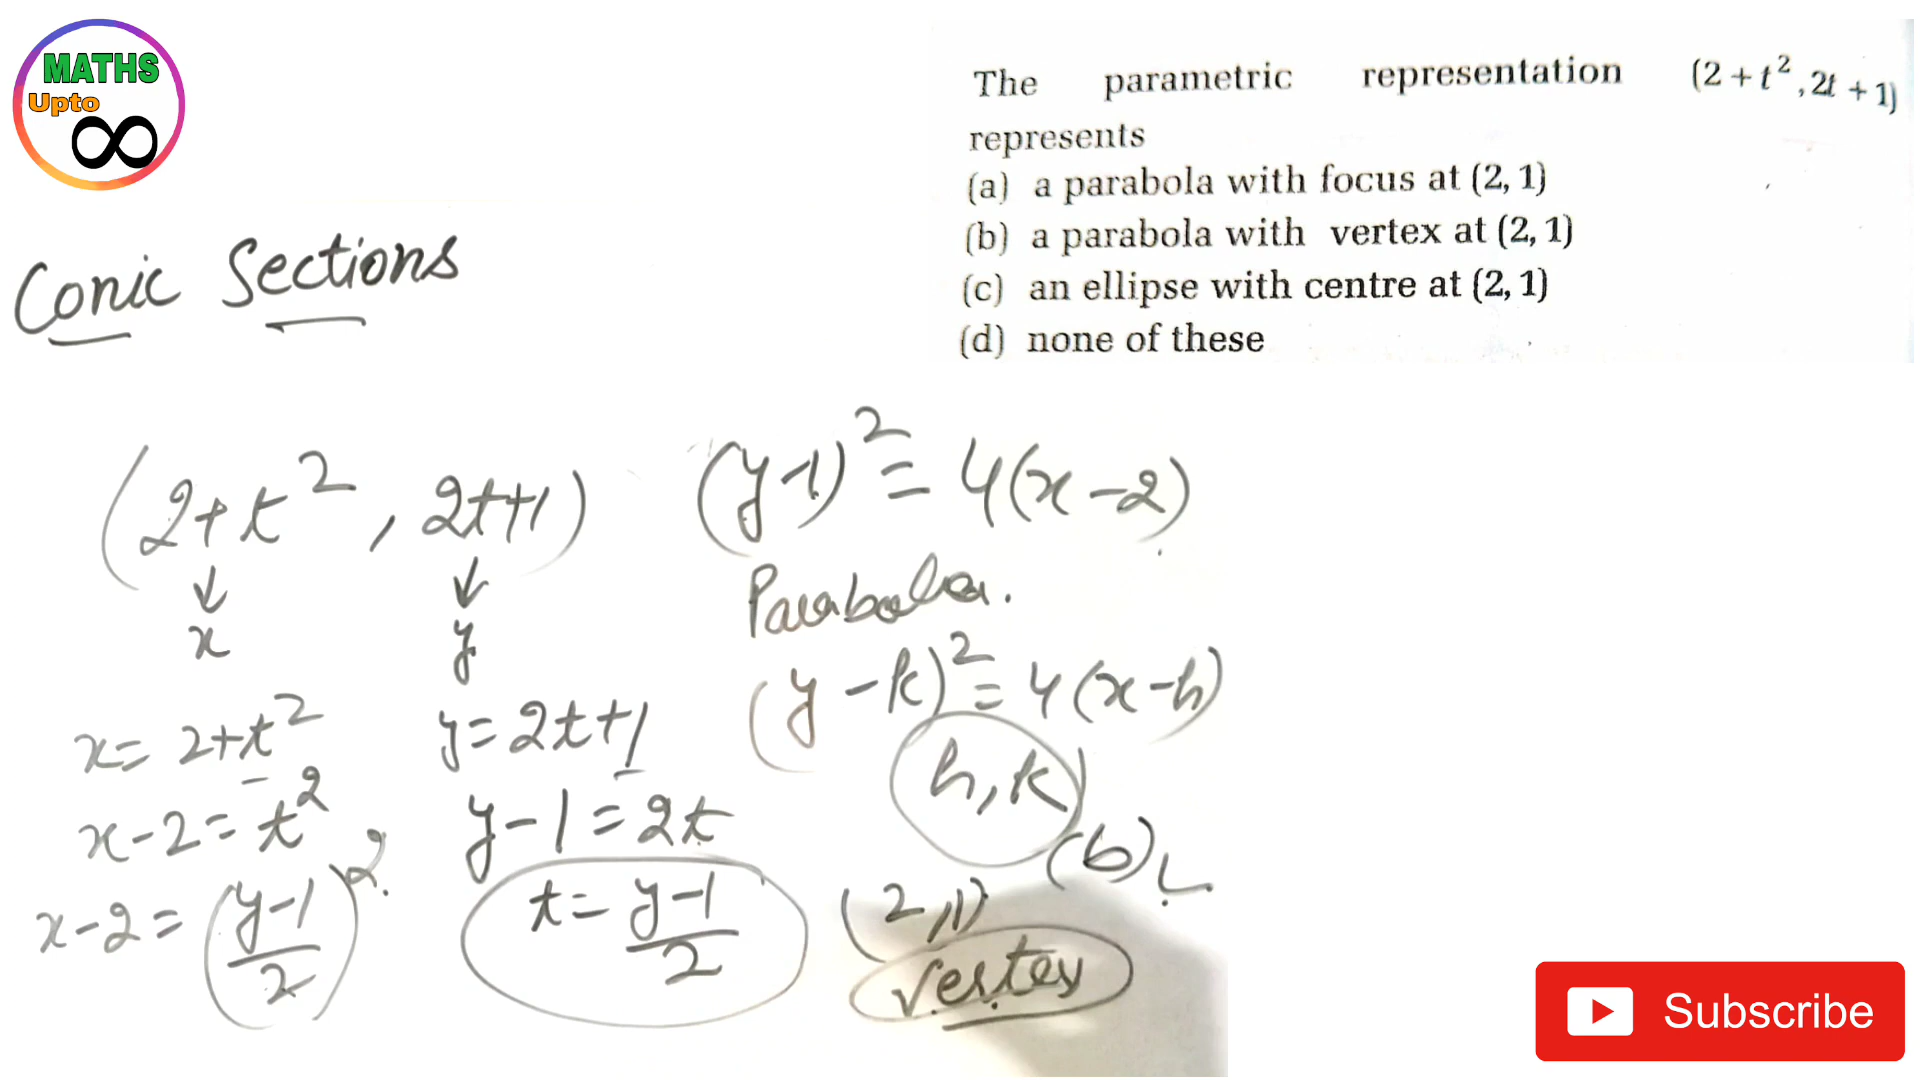 MATHS
Upto
∞
The parametric representation (2 + t², 2t + 1)
represents
(a) a parabola with focus at (2, 1)
(b) a parabola with vertex at (2, 1)
(c) an ellipse with centre at (2, 1)
(d) none of these
Conic Sections
(2+t², 2t+1)
↓ ↓
x y
x = 2+t² y = 2t+1
x-2 = t² y-1 = 2t
x-2 = (y-1/2)² t = y-1/2
(y-1)² = 4(x-2)
Parabola.
(y-k)² = 4(x-h)
h,k
(b)
(2,1)
vertex
Subscribe